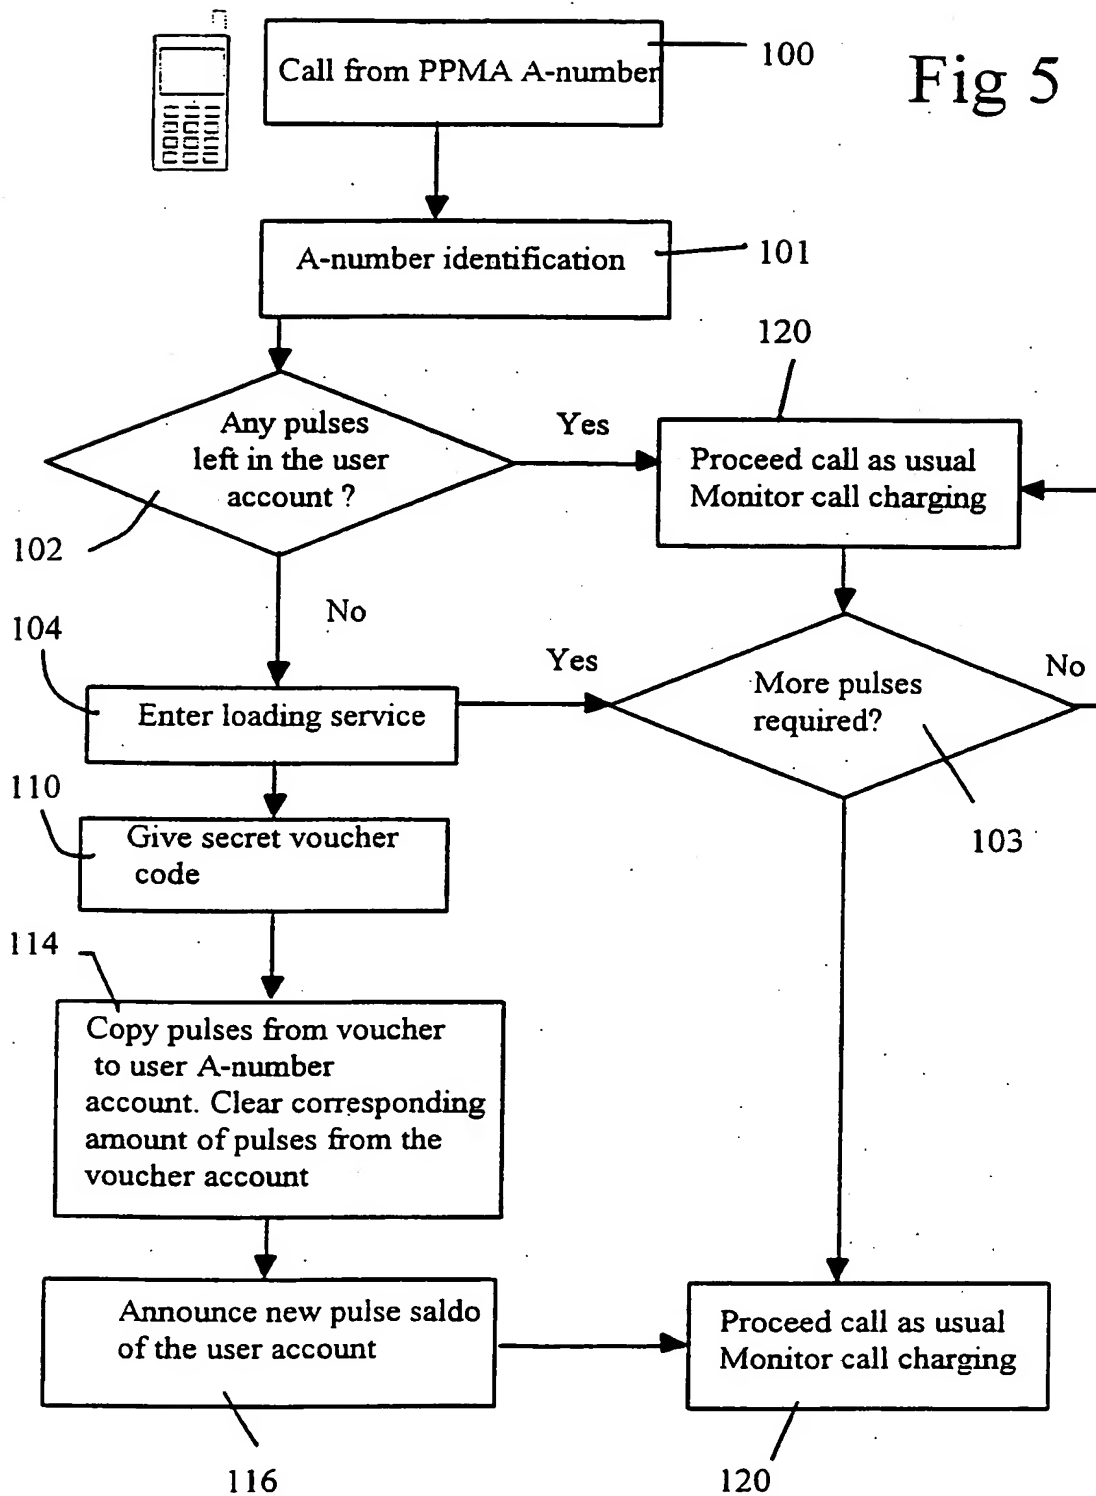 Fig 5
Call from PPMA A-number
100
A-number identification
101
120
Any pulses
left in the user
account ?
102
Yes
Proceed call as usual
Monitor call charging
No
104
Enter loading service
Yes
More pulses
required?
No
103
110
Give secret voucher
code
114
Copy pulses from voucher
to user A-number
account. Clear corresponding
amount of pulses from the
voucher account
Announce new pulse saldo
of the user account
116
Proceed call as usual
Monitor call charging
120